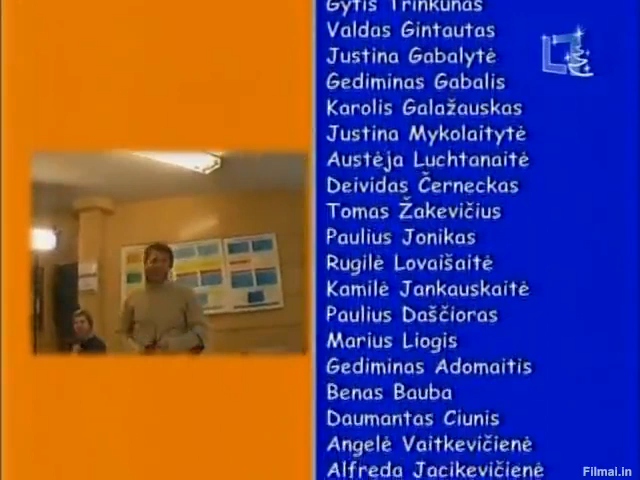 Gytis Trinkūnas
Valdas Gintautas
Justina Gabalytė
Gediminas Gabalis
Karolis Galažauskas
Justina Mykolaitytė
Austėja Luchtanaitė
Deividas Černeckas
Tomas Žakevičius
Paulius Jonikas
Rugilė Lovaišaitė
Kamilė Jankauskaitė
Paulius Daščioras
Marius Liogis
Gediminas Adomaitis
Benas Bauba
Daumantas Ciunis
Angelė Vaitkevičienė
Alfreda Jacikevičienė
Filmai.in